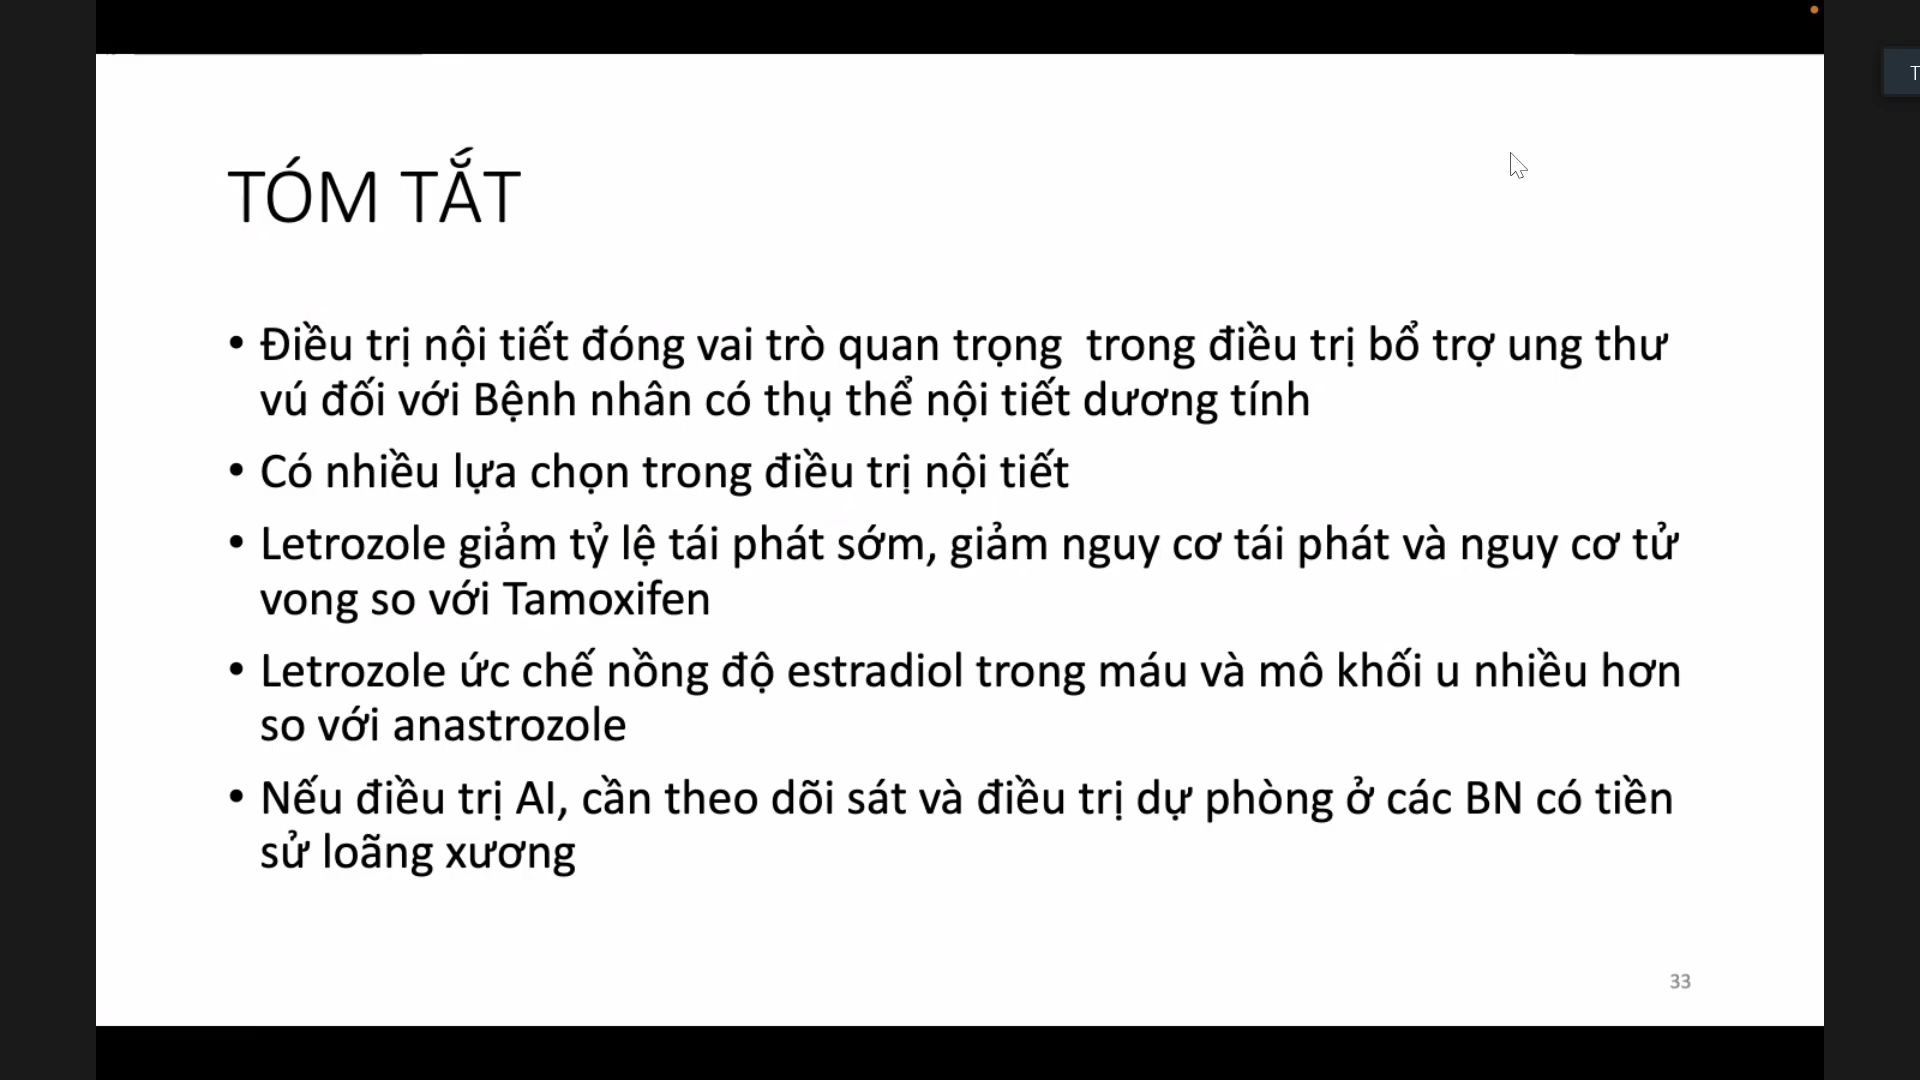 TÓM TẮT
• Điều trị nội tiết đóng vai trò quan trọng  trong điều trị bổ trợ ung thư
vú đối với Bệnh nhân có thụ thể nội tiết dương tính
• Có nhiều lựa chọn trong điều trị nội tiết
• Letrozole giảm tỷ lệ tái phát sớm, giảm nguy cơ tái phát và nguy cơ tử
vong so với Tamoxifen
• Letrozole ức chế nồng độ estradiol trong máu và mô khối u nhiều hơn
so với anastrozole
• Nếu điều trị AI, cần theo dõi sát và điều trị dự phòng ở các BN có tiền
sử loãng xương
33